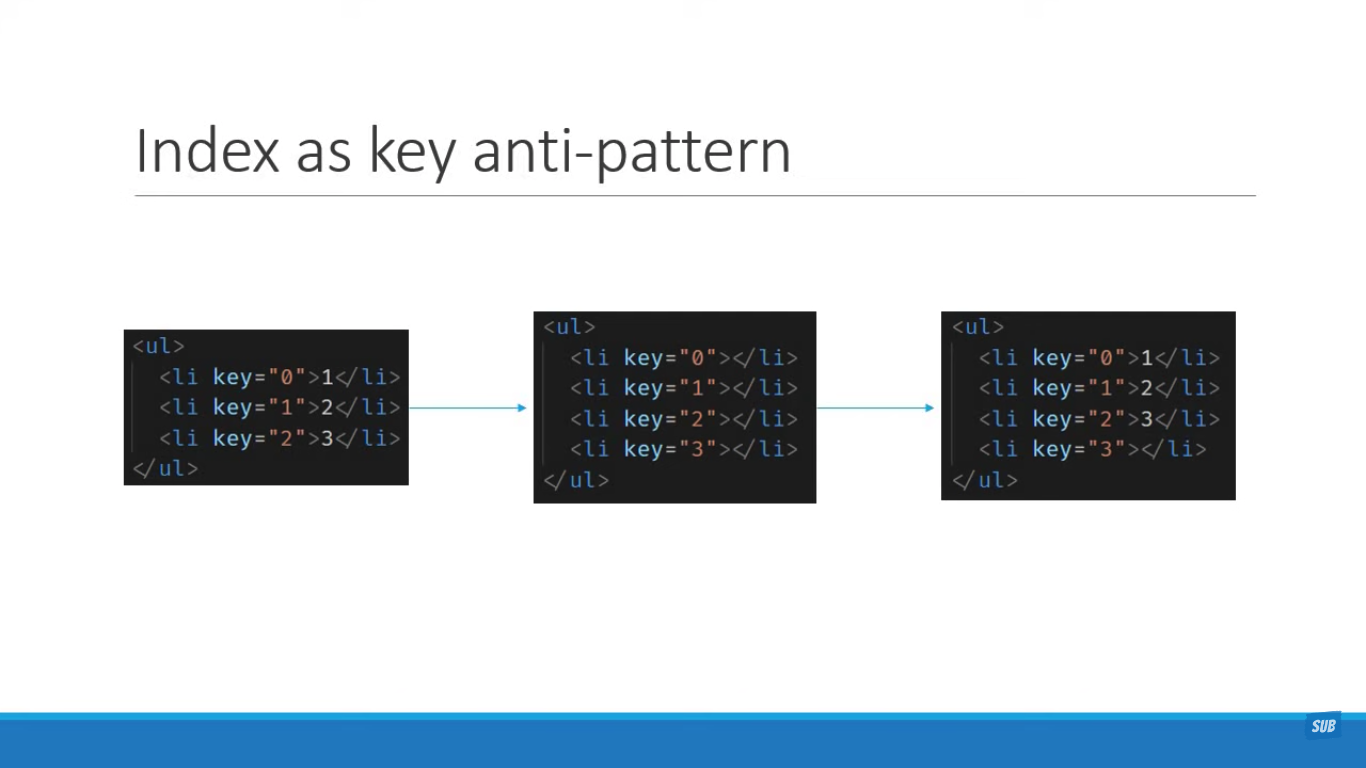 Index as key anti-pattern
<ul>
<li key="0">1</li>
<li key="1">2</li>
<li key="2">3</li>
</ul>
<ul>
<li key="0"></li>
<li key="1"></li>
<li key="2"></li>
<li key="3"></li>
</ul>
<ul>
<li key="0">1</li>
<li key="1">2</li>
<li key="2">3</li>
<li key="3"></li>
</ul>
SUB